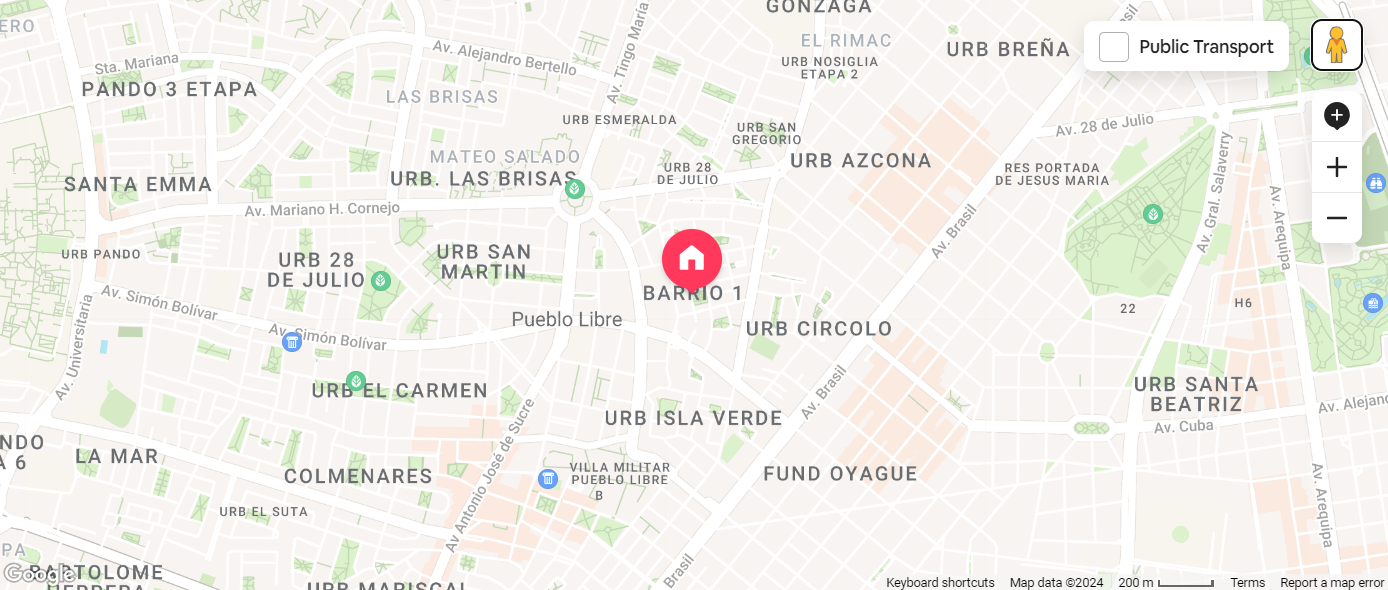 GONZAGA
ERO
EL RIMAC
URB BREÑA
Public Transport
Av. Tingo María
Av. Alejandro Bertello
URB NOSIGLIA
ETAPA 2
Sta. Mariana
PANDO 3 ETAPA
LAS BRISAS
URB ESMERALDA
URB SAN
GREGORIO
Av. 28 de Julio
MATEO SALADO
URB 28
DE JULIO
URB AZCONA
RES PORTADA
DE JESUS MARIA
SANTA EMMA
URB. LAS BRISAS
Av. Mariano H. Cornejo
Av. Brasil
Av. Gral. Salaverry
Av. Arequipa
URB PANDO
URB 28
DE JULIO
URB SAN
MARTIN
BARRIO 1
Av. Simón Bolívar
Av. Simón Bolívar
Pueblo Libre
URB CIRCOLO
22
H6
Av. Universitaria
URB EL CARMEN
Av. Brasil
URB SANTA
BEATRIZ
Av. Alejand
URB ISLA VERDE
Av. Cuba
NDO
A 6
LA MAR
COLMENARES
Av Antonio José de Sucre
VILLA MILITAR
PUEBLO LIBRE
B
FUND OYAGUE
Av. Arequipa
URB EL SUTA
PA
BARTOLOME
HERRERA
Google
URB MARISCAL
Brasil
Keyboard shortcuts
Map data ©2024
200 m
Terms
Report a map error